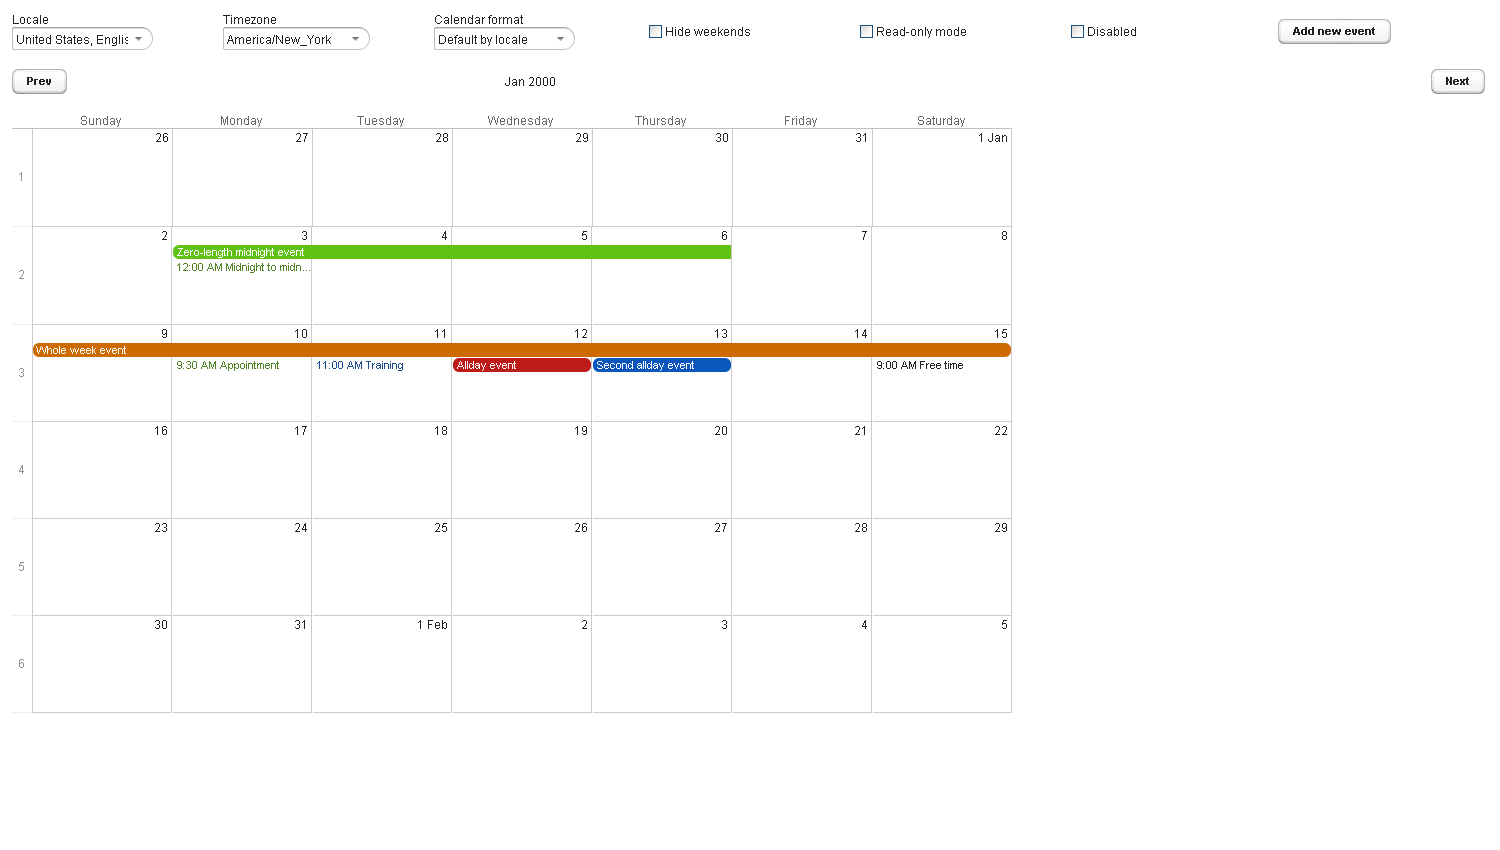 Locale
Timezone
Calendar format
United States, Englis
America/New_York
Default by locale
Hide weekends
Read-only mode
Disabled
Add new event
Prev
Jan 2000
Next
Sunday Monday Tuesday Wednesday Thursday Friday Saturday
1 26 27 28 29 30 31 1 Jan
2 2 3 4 5 6 7 8
Zero-length midnight event
12:00 AM Midnight to midn...
3 9 10 11 12 13 14 15
Whole week event
9:30 AM Appointment 11:00 AM Training Allday event Second allday event 9:00 AM Free time
4 16 17 18 19 20 21 22
5 23 24 25 26 27 28 29
6 30 31 1 Feb 2 3 4 5